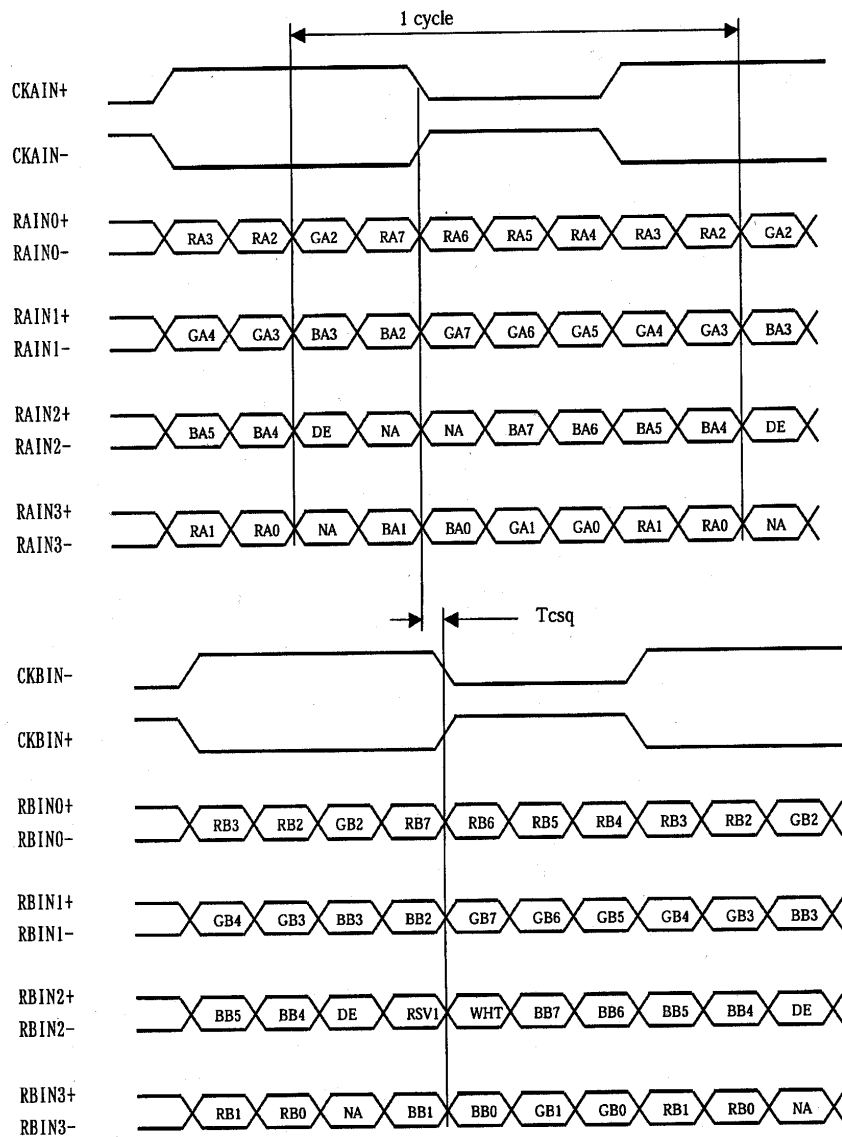 1 cycle
CKAIN+
CKAIN-
RAIN0+
RA3 RA2 GA2 RA7 RA6 RA5 RA4 RA3 RA2 GA2
RAIN0-
RAIN1+
GA4 GA3 BA3 BA2 GA7 GA6 GA5 GA4 GA3 BA3
RAIN1-
RAIN2+
BA5 BA4 DE NA NA BA7 BA6 BA5 BA4 DE
RAIN2-
RAIN3+
RA1 RA0 NA BA1 BA0 GA1 GA0 RA1 RA0 NA
RAIN3-
Tcsq
CKBIN-
CKBIN+
RBIN0+
RB3 RB2 GB2 RB7 RB6 RB5 RB4 RB3 RB2 GB2
RBIN0-
RBIN1+
GB4 GB3 BB3 BB2 GB7 GB6 GB5 GB4 GB3 BB3
RBIN1-
RBIN2+
BB5 BB4 DE RSV1 WHT BB7 BB6 BB5 BB4 DE
RBIN2-
RBIN3+
RB1 RB0 NA BB1 BB0 GB1 GB0 RB1 RB0 NA
RBIN3-